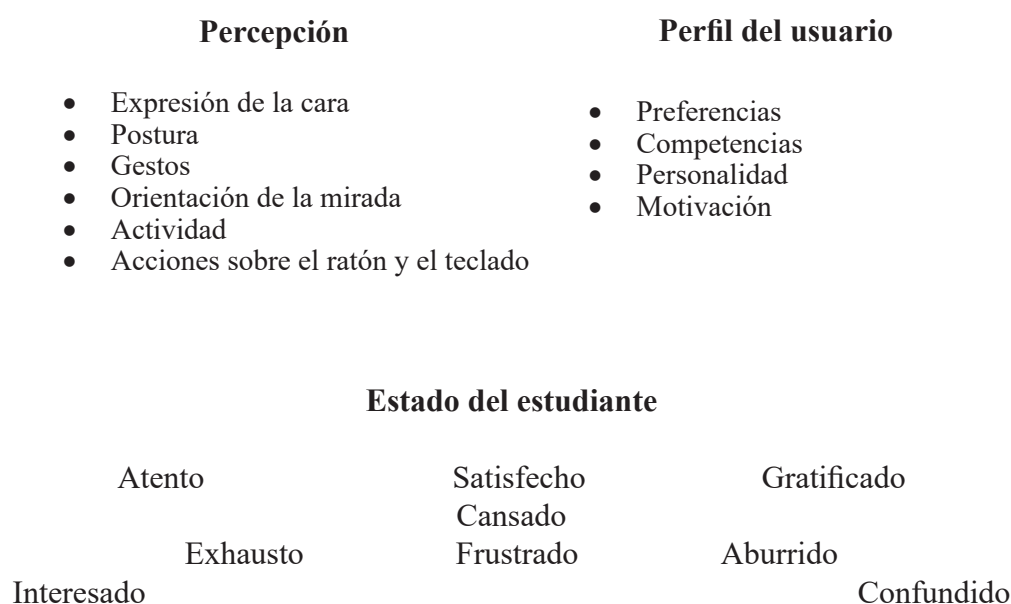 Percepción
• Expresión de la cara
• Postura
• Gestos
• Orientación de la mirada
• Actividad
• Acciones sobre el ratón y el teclado
Perfil del usuario
• Preferencias
• Competencias
• Personalidad
• Motivación
Estado del estudiante
Atento Satisfecho Gratificado
Cansado
Exhausto Frustrado Aburrido
Interesado Confundido